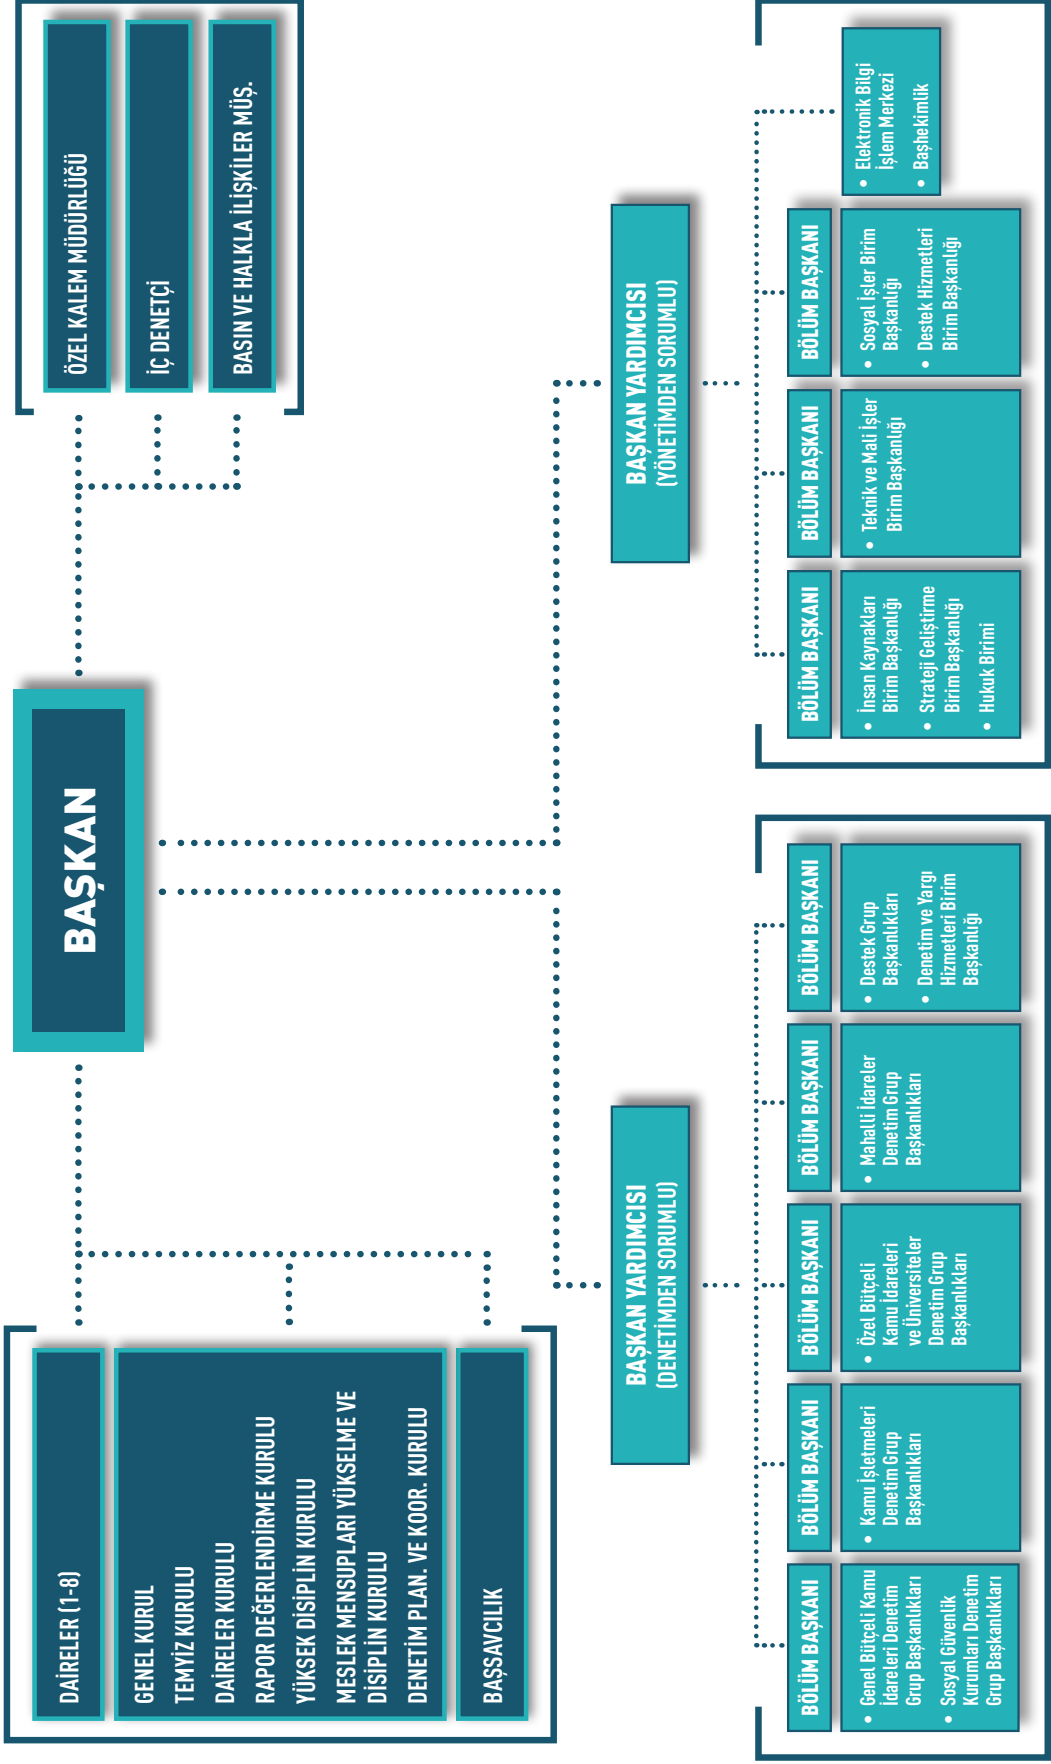 BAŞKAN
DAİRELER (1-8)
GENEL KURUL
TEMYİZ KURULU
DAİRELER KURULU
RAPOR DEĞERLENDİRME KURULU
YÜKSEK DİSİPLİN KURULU
MESLEK MENSUPLARI YÜKSELME VE
DİSİPLİN KURULU
DENETİM PLAN. VE KOOR. KURULU
BAŞSAVCILIK
ÖZEL KALEM MÜDÜRLÜĞÜ
İÇ DENETÇİ
BASIN VE HALKLA İLİŞKİLER MÜŞ.
BAŞKAN YARDIMCISI
(DENETİMDEN SORUMLU)
BAŞKAN YARDIMCISI
(YÖNETİMDEN SORUMLU)
BÖLÜM BAŞKANI
• Genel Bütçeli Kamu
İdareleri Denetim
Grup Başkanlıkları
• Sosyal Güvenlik
Kurumları Denetim
Grup Başkanlıkları
BÖLÜM BAŞKANI
• Kamu İşletmeleri
Denetim Grup
Başkanlıkları
BÖLÜM BAŞKANI
• Özel Bütçeli
Kamu İdareleri
ve Üniversiteler
Denetim Grup
Başkanlıkları
BÖLÜM BAŞKANI
• Mahalli İdareler
Denetim Grup
Başkanlıkları
BÖLÜM BAŞKANI
• Destek Grup
Başkanlıkları
• Denetim ve Yargı
Hizmetleri Birim
Başkanlığı
BÖLÜM BAŞKANI
• İnsan Kaynakları
Birim Başkanlığı
• Strateji Geliştirme
Birim Başkanlığı
• Hukuk Birimi
BÖLÜM BAŞKANI
• Teknik ve Mali İşler
Birim Başkanlığı
BÖLÜM BAŞKANI
• Sosyal İşler Birim
Başkanlığı
• Destek Hizmetleri
Birim Başkanlığı
• Elektronik Bilgi
İşlem Merkezi
• Başhekimlik